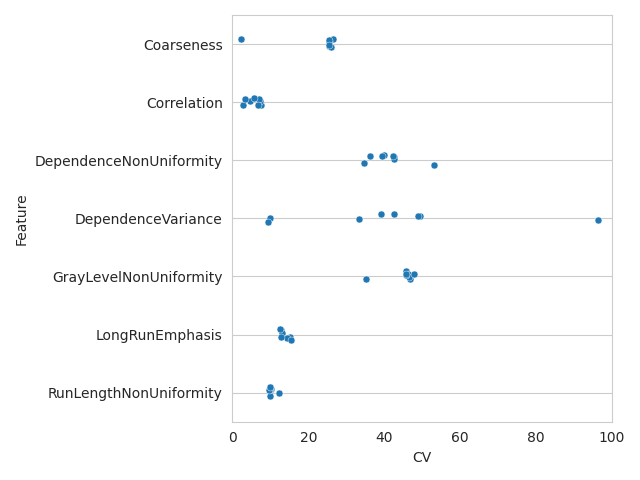 Coarseness
Correlation
DependenceNonUniformity
DependenceVariance
GrayLevelNonUniformity
LongRunEmphasis
RunLengthNonUniformity
Feature
0 20 40 60 80 100
CV